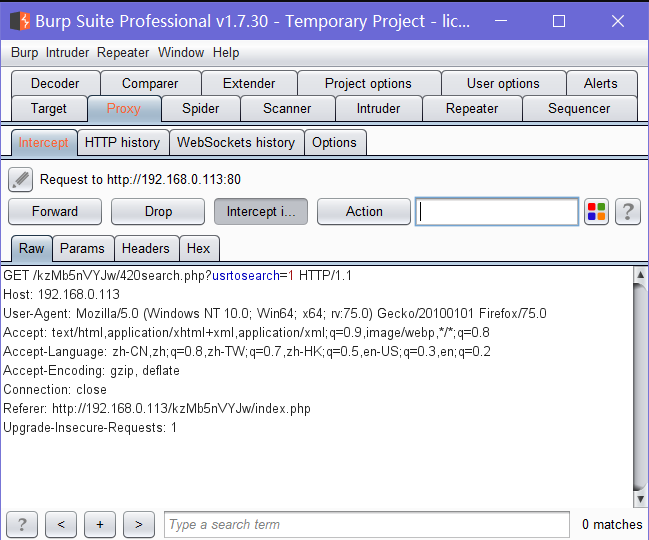 Burp Suite Professional v1.7.30 - Temporary Project - lic...
Burp Intruder Repeater Window Help
Decoder Comparer Extender Project options User options Alerts
Target Proxy Spider Scanner Intruder Repeater Sequencer
Intercept HTTP history WebSockets history Options
Request to http://192.168.0.113:80
Forward Drop Intercept i... Action ?
Raw Params Headers Hex
GET /kzMb5nVYJw/420search.php?usrtosearch=1 HTTP/1.1
Host: 192.168.0.113
User-Agent: Mozilla/5.0 (Windows NT 10.0; Win64; x64; rv:75.0) Gecko/20100101 Firefox/75.0
Accept: text/html,application/xhtml+xml,application/xml;q=0.9,image/webp,*/*;q=0.8
Accept-Language: zh-CN,zh;q=0.8,zh-TW;q=0.7,zh-HK;q=0.5,en-US;q=0.3,en;q=0.2
Accept-Encoding: gzip, deflate
Connection: close
Referer: http://192.168.0.113/kzMb5nVYJw/index.php
Upgrade-Insecure-Requests: 1
? < + > Type a search term 0 matches